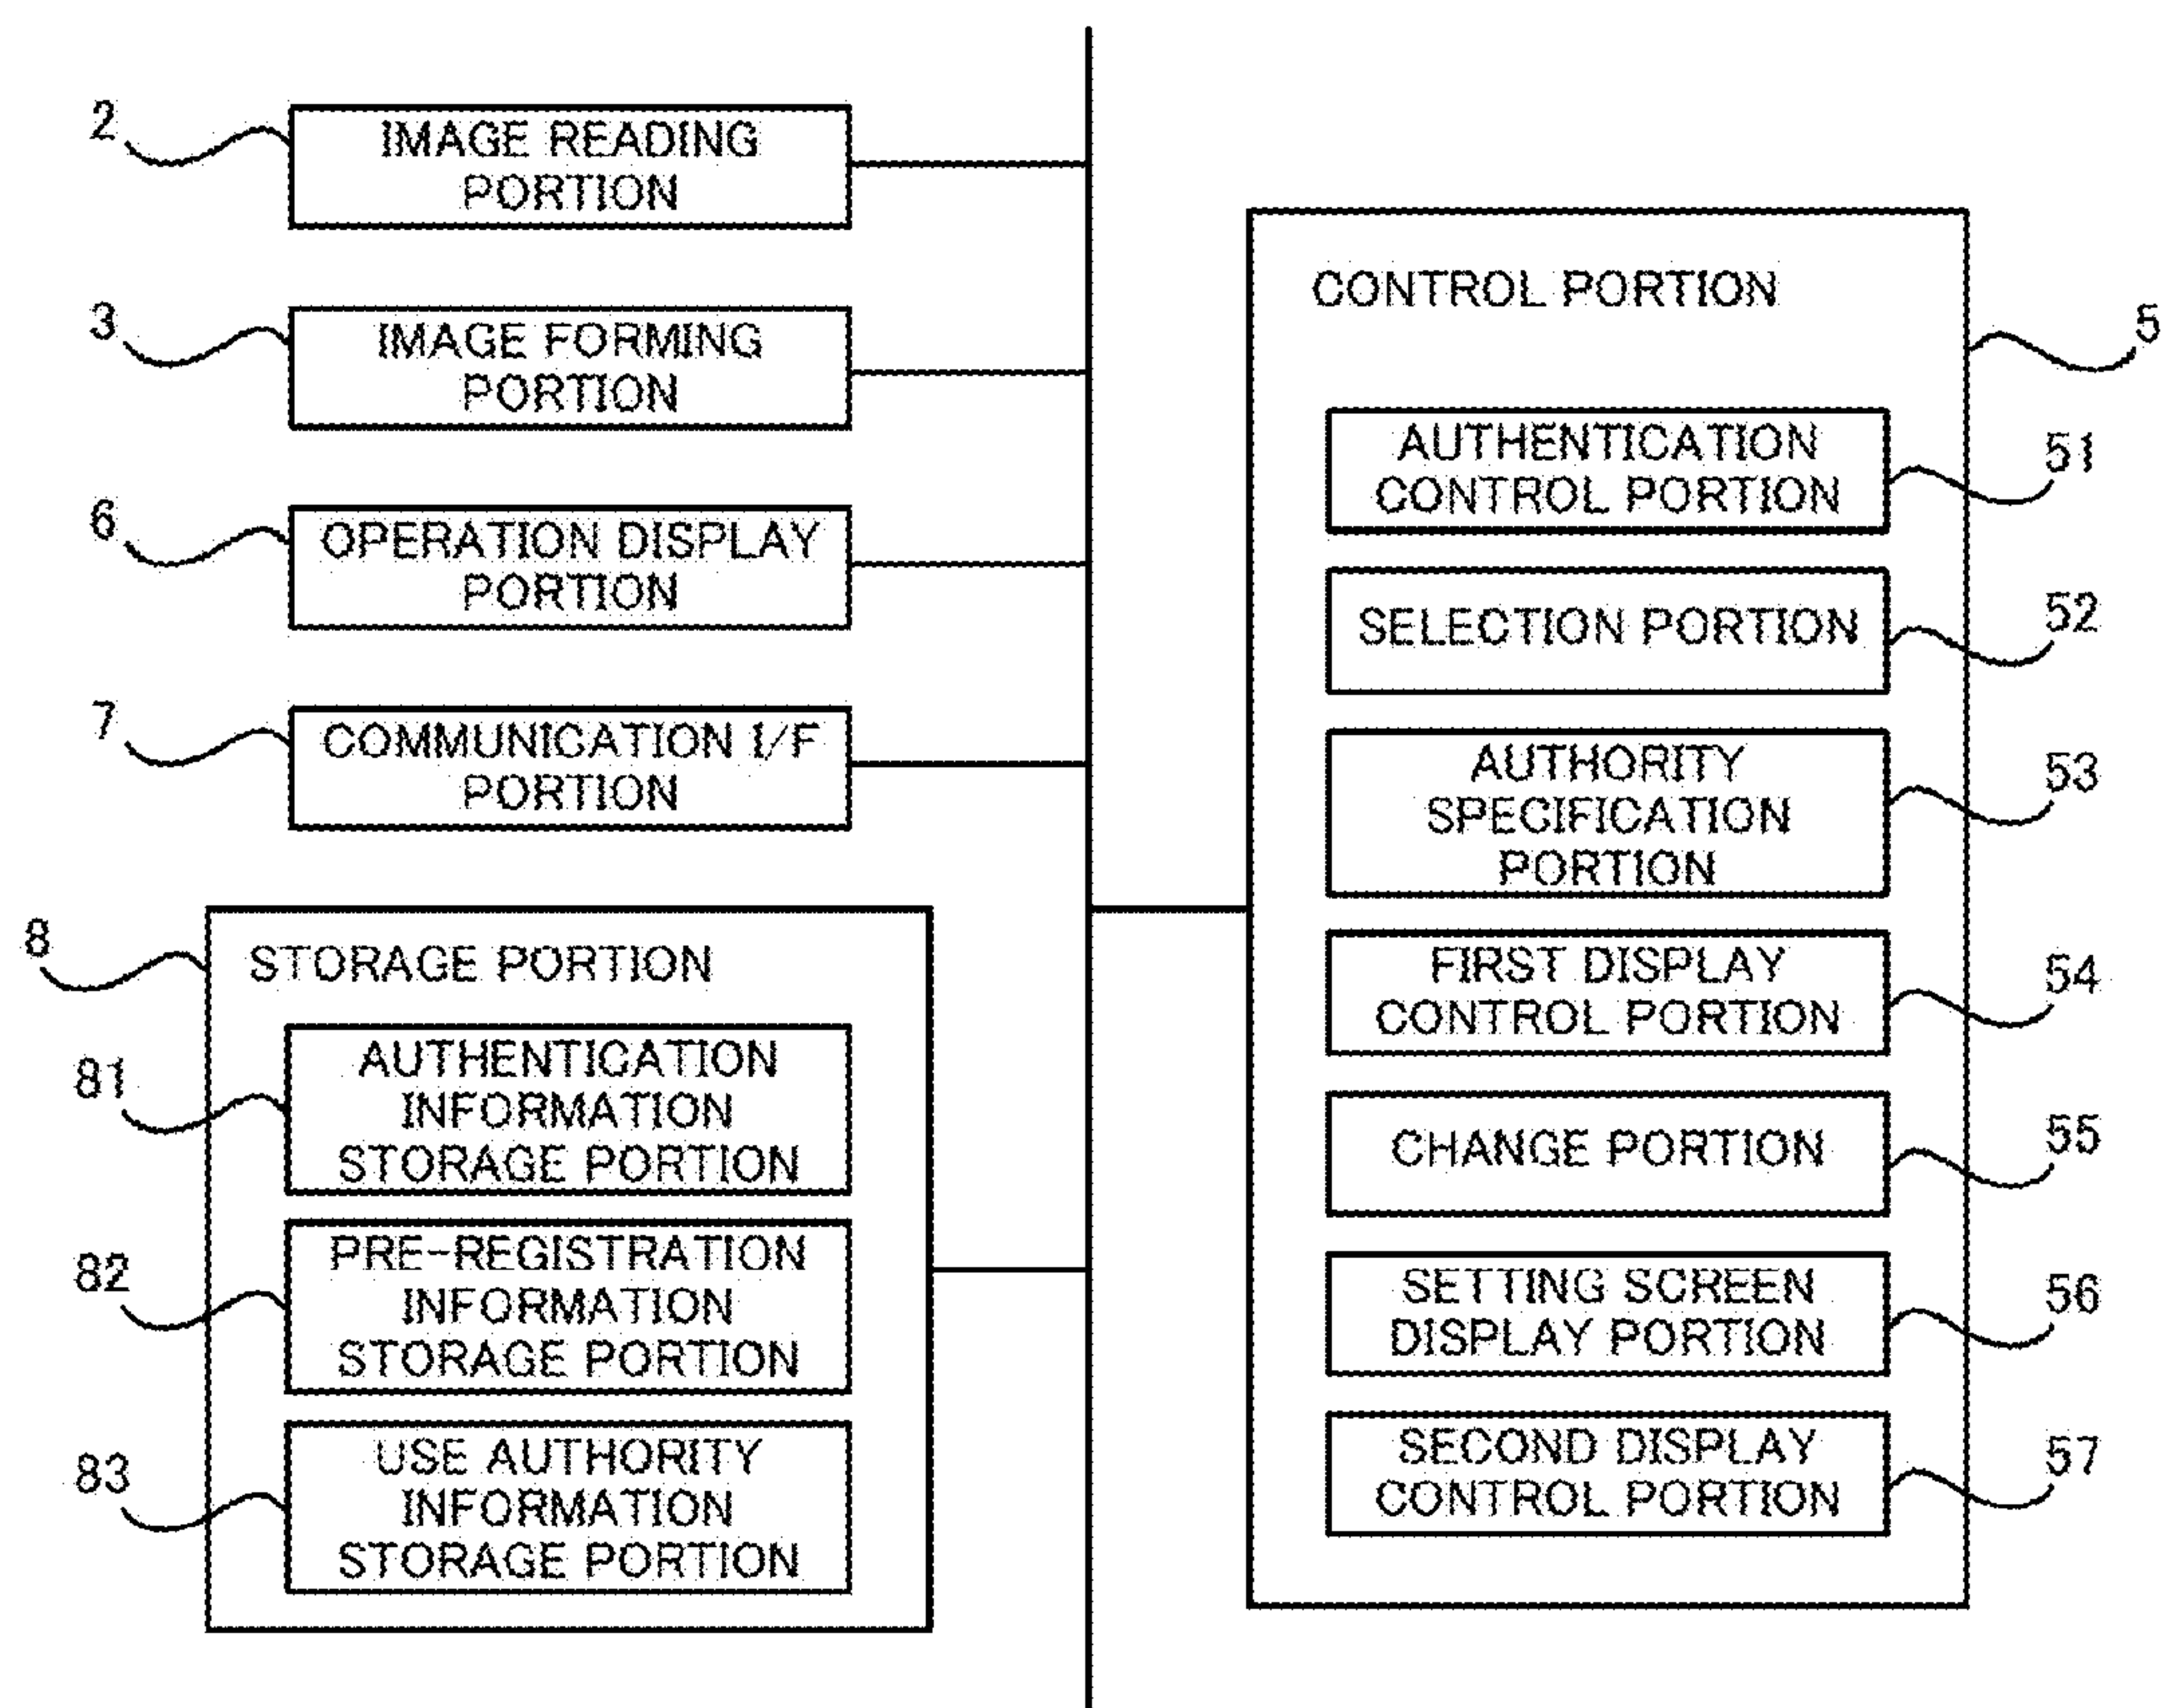 2
IMAGE READING
PORTION
3
IMAGE FORMING
PORTION
6
OPERATION DISPLAY
PORTION
7
COMMUNICATION I/F
PORTION
8
STORAGE PORTION
81
AUTHENTICATION
INFORMATION
STORAGE PORTION
82
PRE-REGISTRATION
INFORMATION
STORAGE PORTION
83
USE AUTHORITY
INFORMATION
STORAGE PORTION
CONTROL PORTION
5
AUTHENTICATION
CONTROL PORTION
51
SELECTION PORTION
52
AUTHORITY
SPECIFICATION
PORTION
53
FIRST DISPLAY
CONTROL PORTION
54
CHANGE PORTION
55
SETTING SCREEN
DISPLAY PORTION
56
SECOND DISPLAY
CONTROL PORTION
57